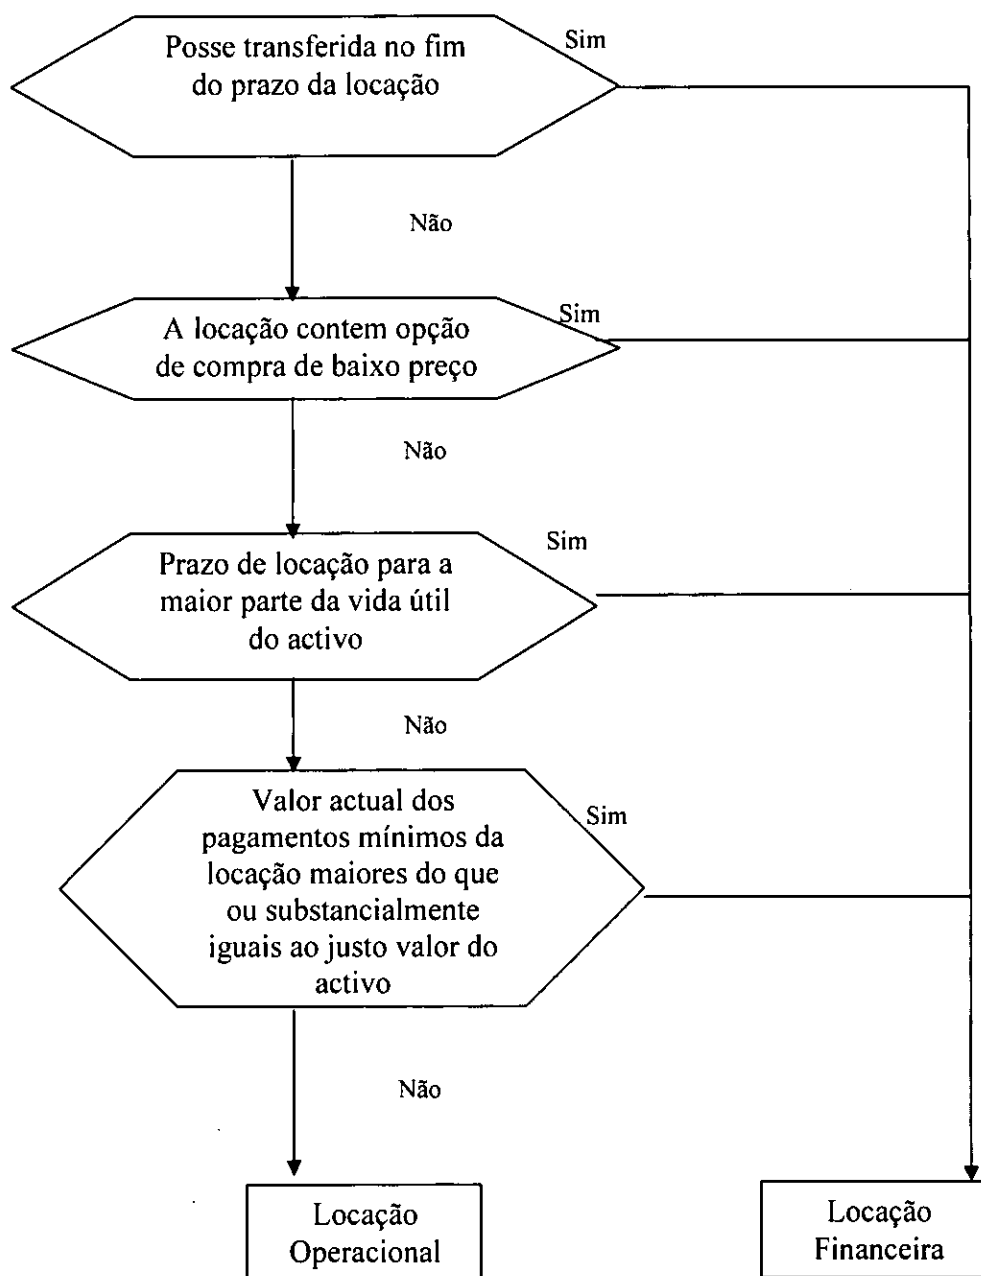 Posse transferida no fim
do prazo da locação
Sim
Não
A locação contem opção
de compra de baixo preço
Sim
Não
Prazo de locação para a
maior parte da vida útil
do activo
Sim
Não
Valor actual dos
pagamentos mínimos da
locação maiores do que
ou substancialmente
iguais ao justo valor do
activo
Sim
Não
Locação
Operacional
Locação
Financeira